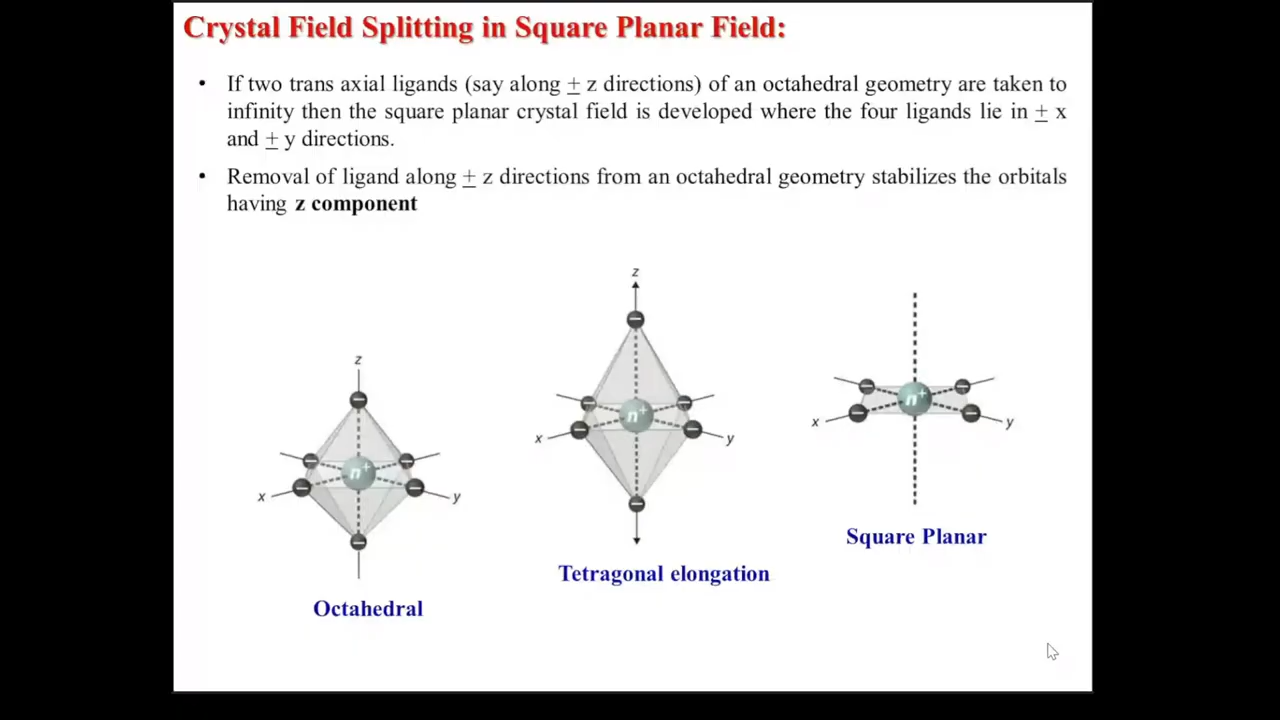 Crystal Field Splitting in Square Planar Field:
• If two trans axial ligands (say along ± z directions) of an octahedral geometry are taken to
infinity then the square planar crystal field is developed where the four ligands lie in ± x
and ± y directions.
• Removal of ligand along ± z directions from an octahedral geometry stabilizes the orbitals
having z component
z
n+
x
y
Octahedral
z
n+
x
y
Tetragonal elongation
n+
x
y
Square Planar